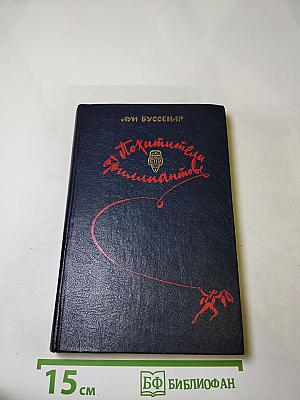 ЛУИ БУССЕНАР
Похитители
бриллиантов
15 см
БФ БИБЛИОФАН